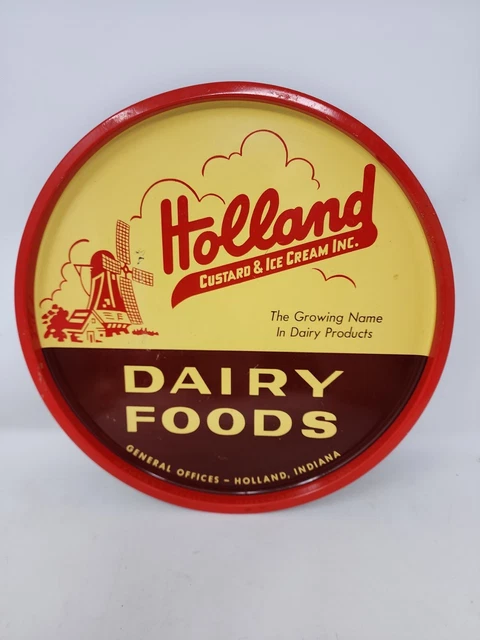 Holland
CUSTARD & ICE CREAM INC.
The Growing Name
In Dairy Products
DAIRY
FOODS
GENERAL OFFICES - HOLLAND, INDIANA